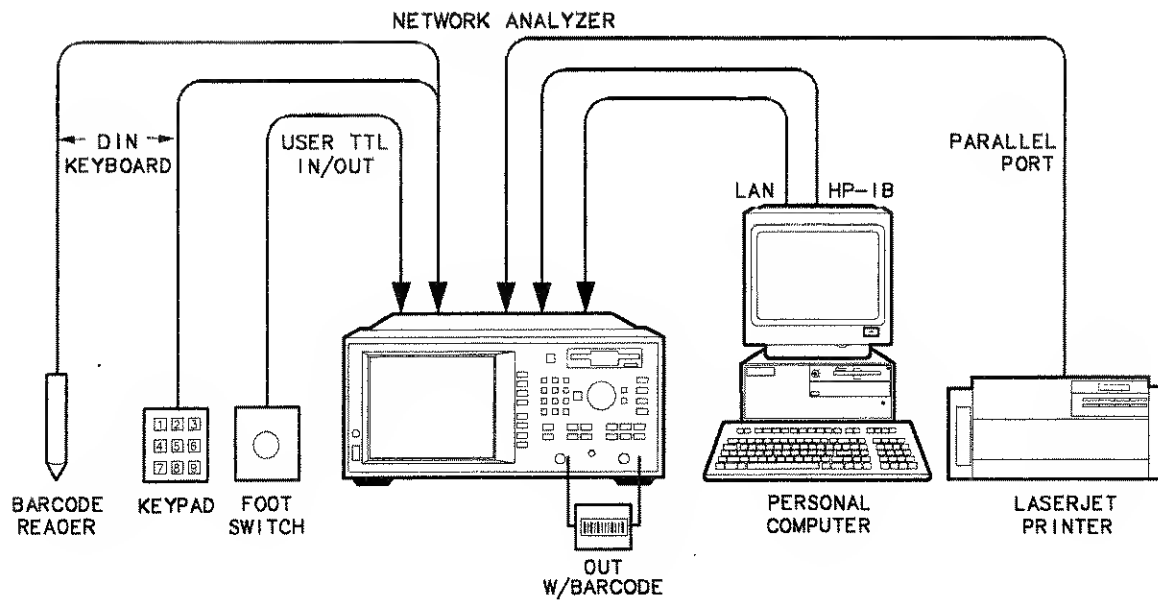 NETWORK ANALYZER
DIN
KEYBOARD
USER TTL
IN/OUT
PARALLEL
PORT
LAN
HP-IB
1 2 3
4 5 6
7 8 9
BARCODE
READER
KEYPAD
FOOT
SWITCH
OUT
W/BARCODE
PERSONAL
COMPUTER
LASERJET
PRINTER